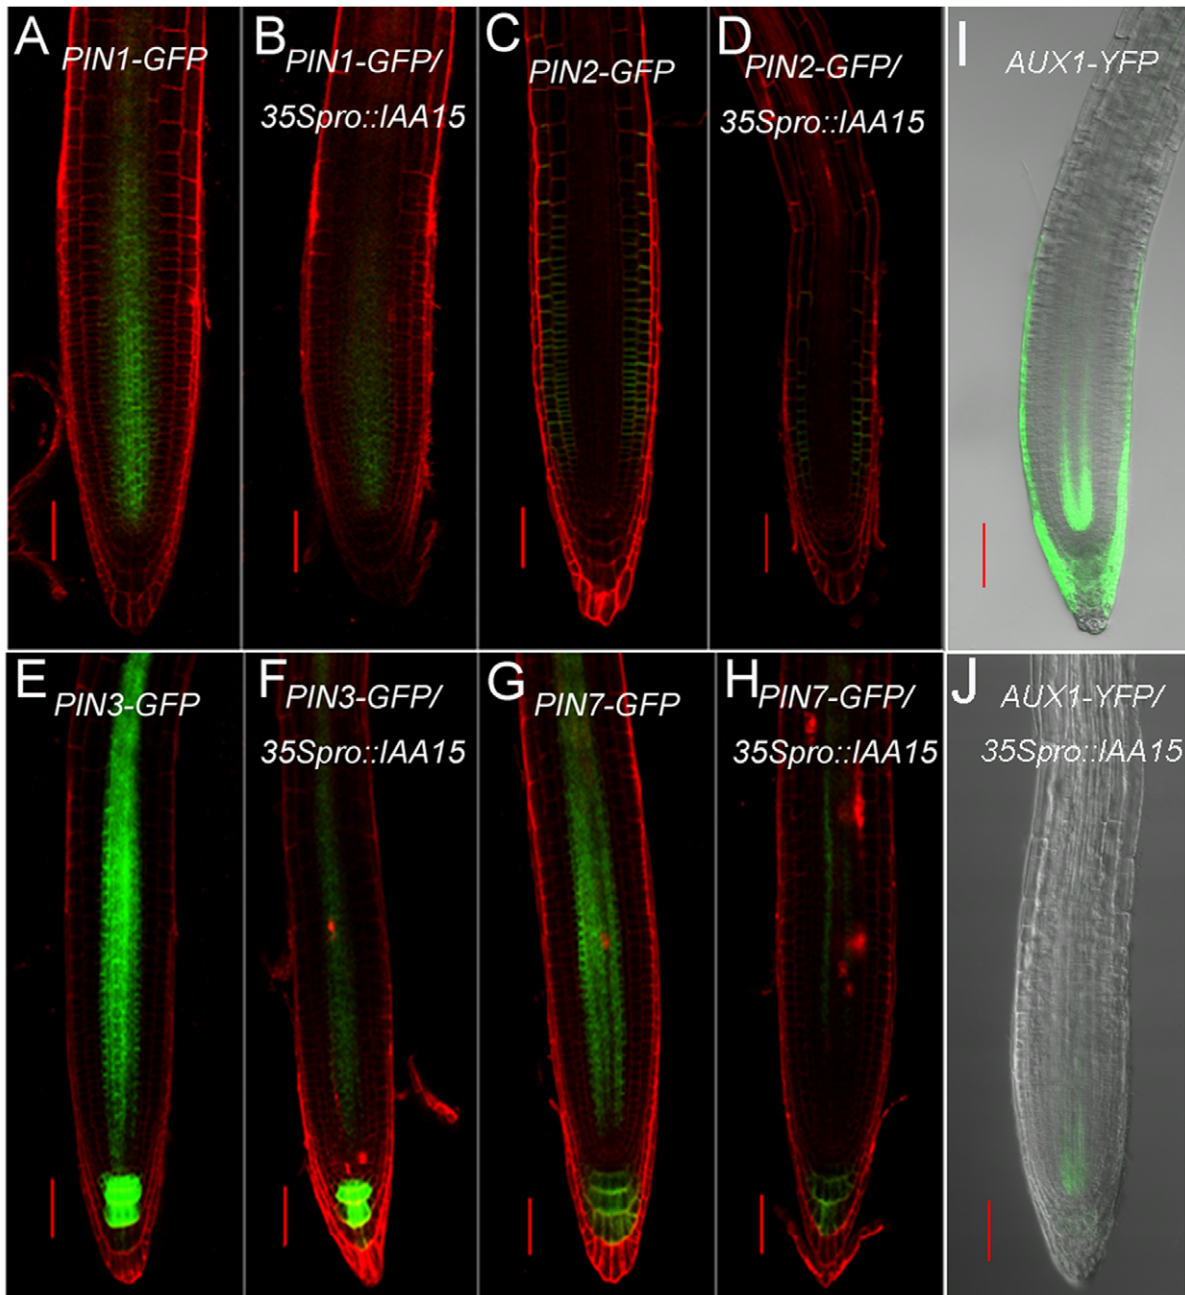 A
PIN1-GFP
B
PIN1-GFP/
35Spro::IAA15
C
PIN2-GFP
D
PIN2-GFP/
35Spro::IAA15
I
AUX1-YFP
E
PIN3-GFP
F
PIN3-GFP/
35Spro::IAA15
G
PIN7-GFP
H
PIN7-GFP/
35Spro::IAA15
J
AUX1-YFP/
35Spro::IAA15